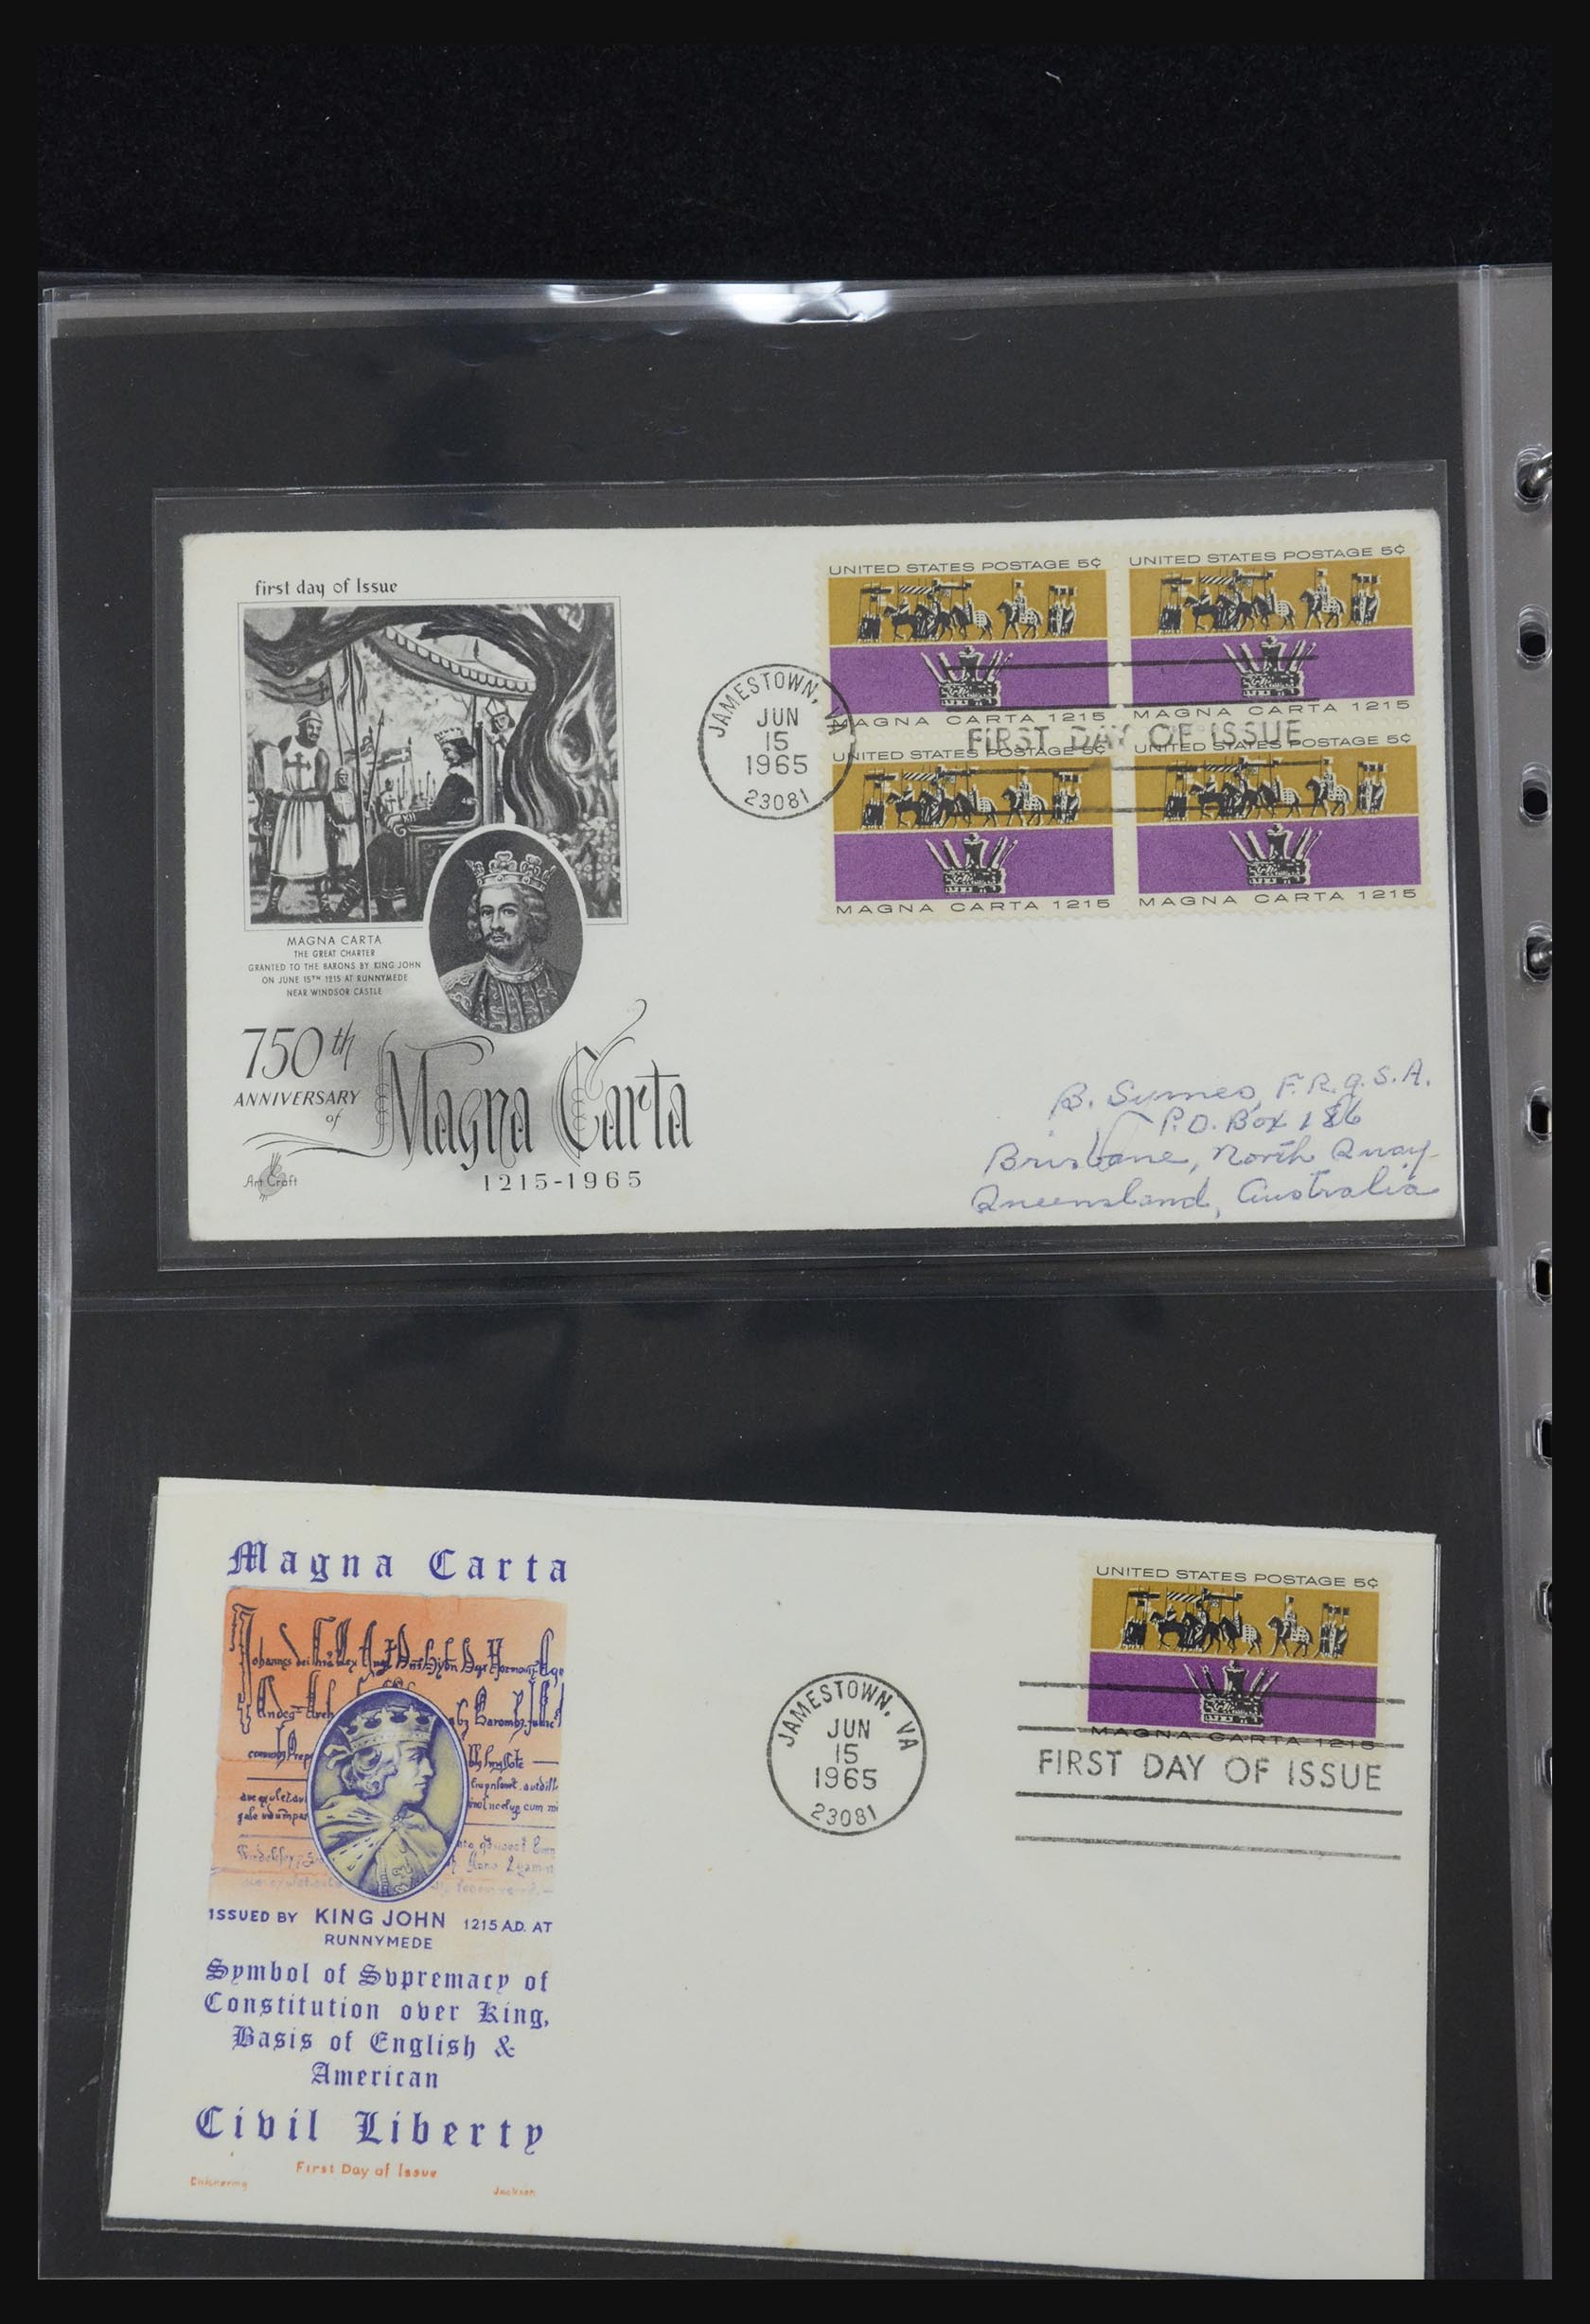 first day of Issue
MAGNA CARTA
THE GREAT CHARTER
GRANTED TO THE BARONS BY KING JOHN
ON JUNE 15TH 1215 AT RUNNYMEDE
NEAR WINDSOR CASTLE
750th
ANNIVERSARY
of
Magna Carta
1215-1965
Art Craft
JAMESTOWN, VA
JUN
15
1965
23081
UNITED STATES POSTAGE 5¢
MAGNA CARTA 1215
UNITED STATES POSTAGE 5¢
MAGNA CARTA 1215
FIRST DAY OF ISSUE
UNITED STATES POSTAGE 5¢
MAGNA CARTA 1215
UNITED STATES POSTAGE 5¢
MAGNA CARTA 1215
B. F.R.G.S.A.
P.O. Box 186
Brisbane, North Quay
Queensland, Australia
Magna Carta
ISSUED BY KING JOHN 1215 A.D. AT
RUNNYMEDE
Symbol of Supremacy of
Constitution over King,
Basis of English &
American
Civil Liberty
First Day of Issue
Chickering
Jackson
JAMESTOWN, VA
JUN
15
1965
23081
UNITED STATES POSTAGE 5¢
MAGNA CARTA 1215
FIRST DAY OF ISSUE